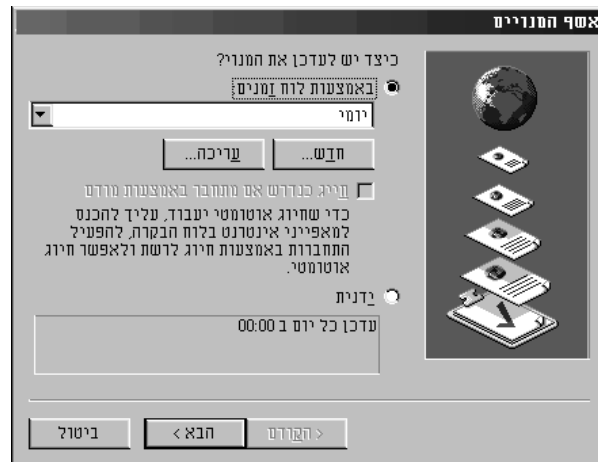 אשף המנויים
כיצד יש לעדכן את המנוי?
באמצעות לוח זמנים
יומי
חדש...
עריכה...
חייג כנדרש אם מתחבר באמצעות מודם
כדי שחיוג אוטומטי יעבוד, עליך להכנס
למאפייני אינטרנט בלוח הבקרה, להפעיל
התחברות באמצעות חיוג לרשת ולאפשר חיוג
אוטומטי.
ידנית
עדכן כל יום ב 00:00
< הקודם
הבא >
ביטול